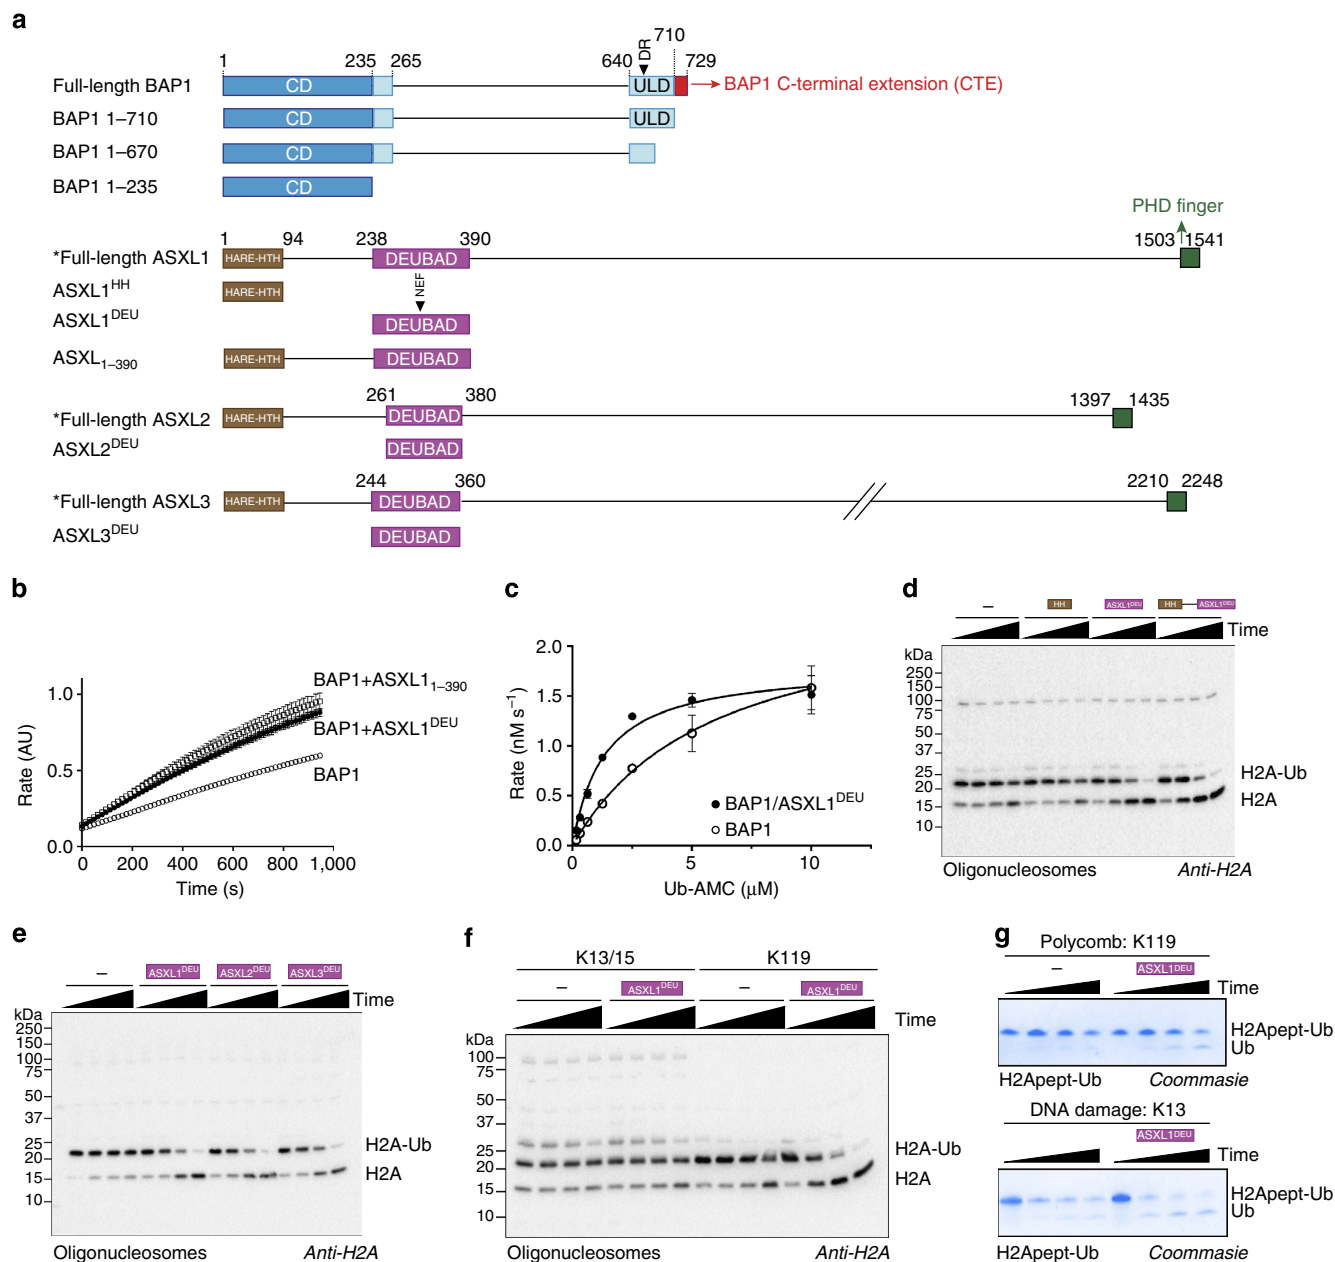 a
710
DR
1 235 265 640 729
Full-length BAP1 CD ULD BAP1 C-terminal extension (CTE)
BAP1 1–710 CD ULD
BAP1 1–670 CD
BAP1 1–235 CD
PHD finger
1 94 238 390 1503 1541
*Full-length ASXL1 HARE-HTH DEUBAD
ASXL1HH HARE-HTH
NEF
ASXL1DEU DEUBAD
ASXL1–390 HARE-HTH DEUBAD
261 380 1397 1435
*Full-length ASXL2 HARE-HTH DEUBAD
ASXL2DEU DEUBAD
244 360 2210 2248
*Full-length ASXL3 HARE-HTH DEUBAD
ASXL3DEU DEUBAD
b
Rate (AU)
1.0
0.5
0.0
0 200 400 600 800 1,000
Time (s)
BAP1+ASXL11–390
BAP1+ASXL1DEU
BAP1
c
Rate (nM s−1)
2.0
1.5
1.0
0.5
0.0
0 5 10
Ub-AMC (μM)
BAP1/ASXL1DEU
BAP1
d
– HH ASXL1DEU HH ASXL1DEU
Time
kDa
250
150
100
75
50
37
25
20
15
10
H2A-Ub
H2A
Oligonucleosomes Anti-H2A
e
– ASXL1DEU ASXL2DEU ASXL3DEU
Time
kDa
250
150
100
75
50
37
25
20
15
10
H2A-Ub
H2A
Oligonucleosomes Anti-H2A
f
K13/15 K119
– ASXL1DEU – ASXL1DEU
Time
kDa
100
75
50
37
25
20
15
10
H2A-Ub
H2A
Oligonucleosomes Anti-H2A
g
Polycomb: K119
– ASXL1DEU
Time
H2Apept-Ub
Ub
H2Apept-Ub Coommasie
DNA damage: K13
– ASXL1DEU
Time
H2Apept-Ub
Ub
H2Apept-Ub Coommasie